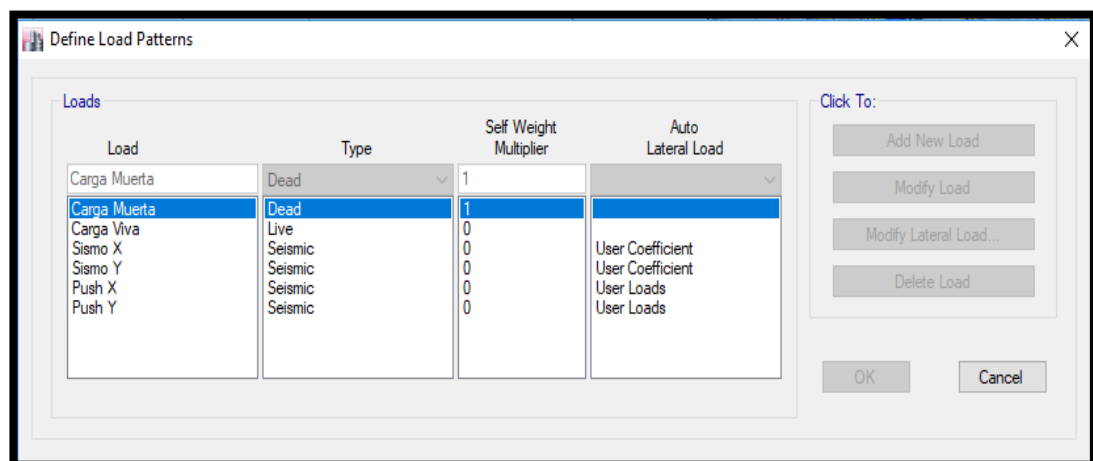 Define Load Patterns
Loads
Click To:
Load Type Self Weight Multiplier Auto Lateral Load
Carga Muerta Dead 1
Carga Muerta Dead 1
Carga Viva Live 0
Sismo X Seismic 0 User Coefficient
Sismo Y Seismic 0 User Coefficient
Push X Seismic 0 User Loads
Push Y Seismic 0 User Loads
Add New Load
Modify Load
Modify Lateral Load...
Delete Load
OK Cancel